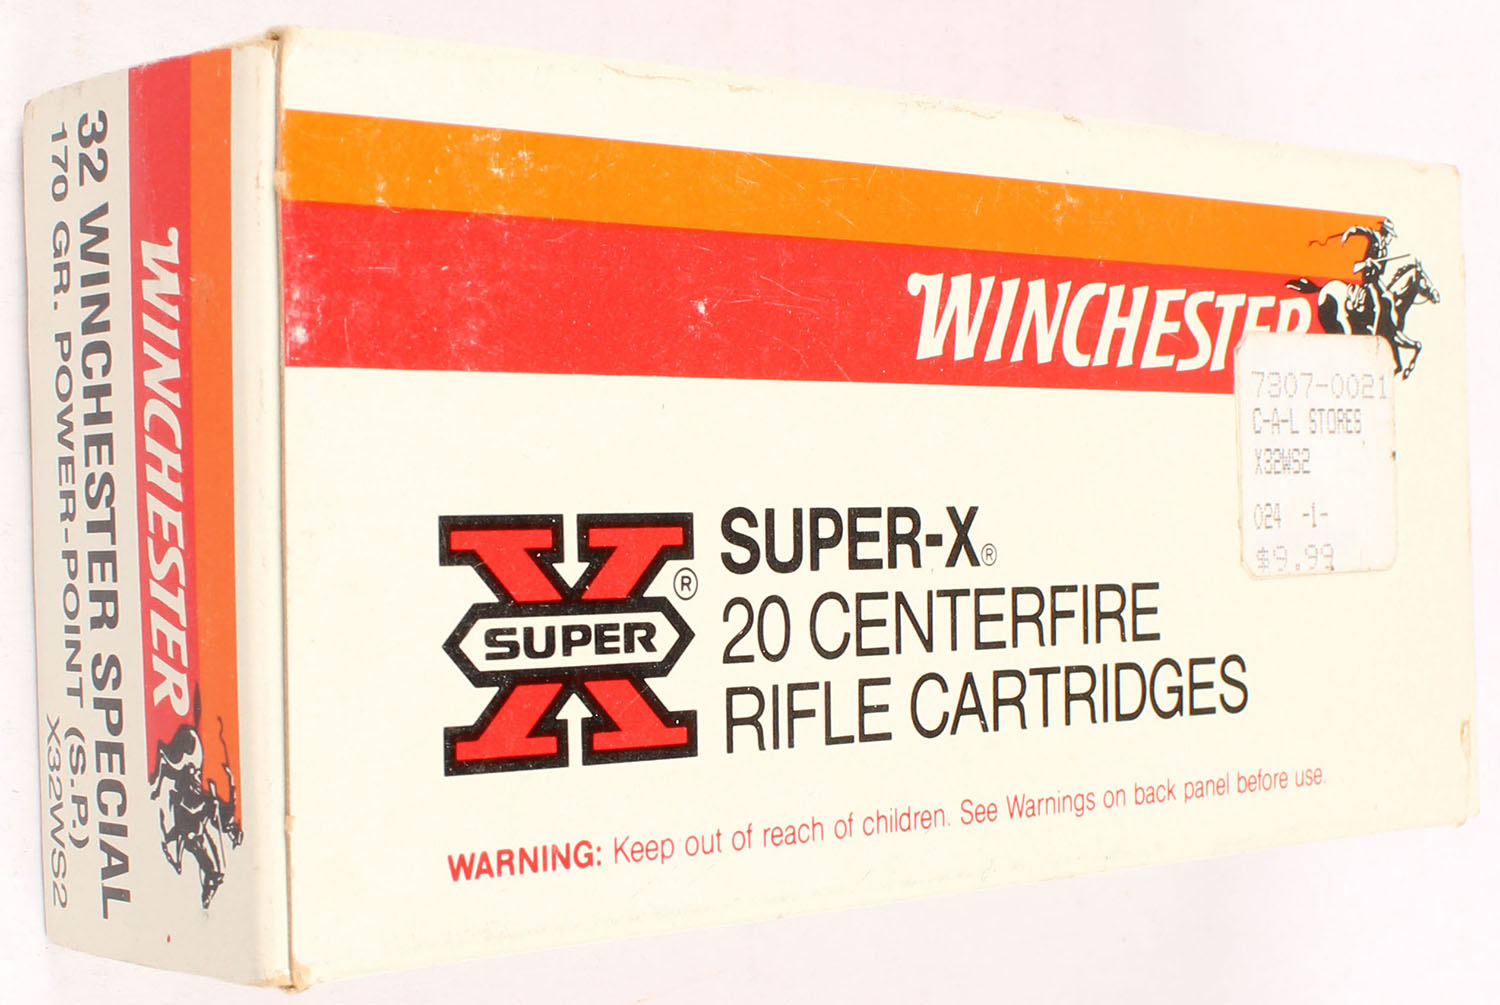 32 WINCHESTER SPECIAL
170 GR. POWER-POINT (S.P.)
X32WS2
WINCHESTER
WINCHESTER
7307-0021
C-A-L STORES
X32WS2
024 -1-
$9.99
X
SUPER
®
SUPER-X®
20 CENTERFIRE
RIFLE CARTRIDGES
WARNING: Keep out of reach of children. See Warnings on back panel before use.